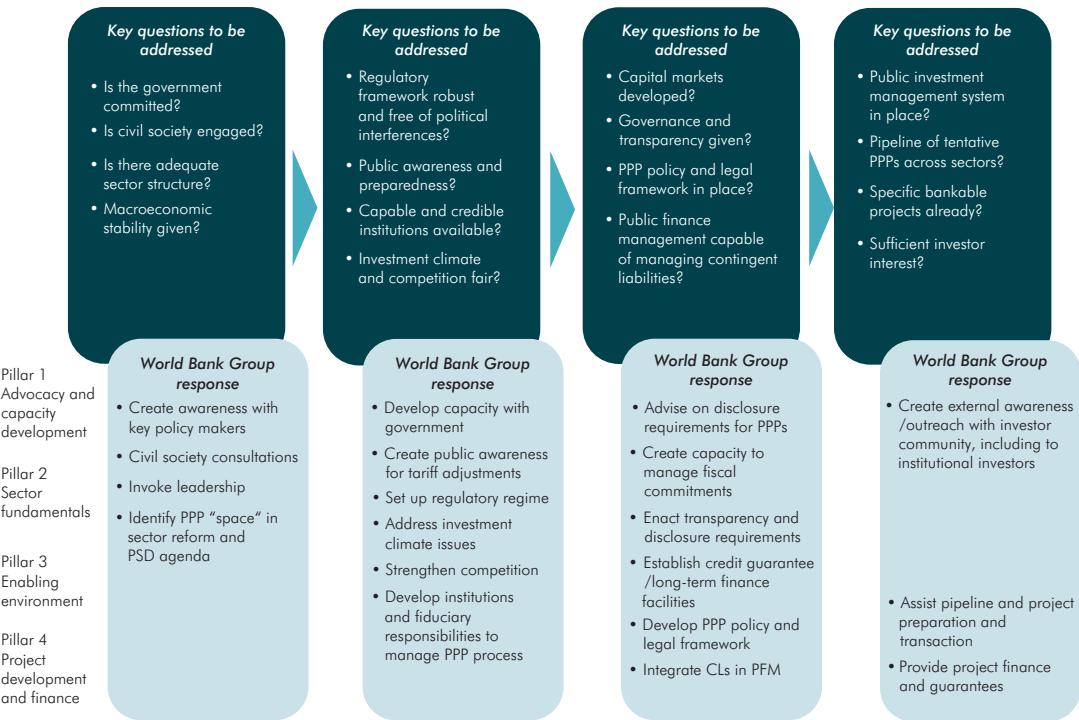 Key questions to be
addressed
• Is the government
committed?
• Is civil society engaged?
• Is there adequate
sector structure?
• Macroeconomic
stability given?
Key questions to be
addressed
• Regulatory
framework robust
and free of political
interferences?
• Public awareness and
preparedness?
• Capable and credible
institutions available?
• Investment climate
and competition fair?
Key questions to be
addressed
• Capital markets
developed?
• Governance and
transparency given?
• PPP policy and legal
framework in place?
• Public finance
management capable
of managing contingent
liabilities?
Key questions to be
addressed
• Public investment
management system
in place?
• Pipeline of tentative
PPPs across sectors?
• Specific bankable
projects already?
• Sufficient investor
interest?
Pillar 1
Advocacy and
capacity
development
Pillar 2
Sector
fundamentals
Pillar 3
Enabling
environment
Pillar 4
Project
development
and finance
World Bank Group
response
• Create awareness with
key policy makers
• Civil society consultations
• Invoke leadership
• Identify PPP “space“ in
sector reform and
PSD agenda
World Bank Group
response
• Develop capacity with
government
• Create public awareness
for tariff adjustments
• Set up regulatory regime
• Address investment
climate issues
• Strengthen competition
• Develop institutions
and fiduciary
responsibilities to
manage PPP process
World Bank Group
response
• Advise on disclosure
requirements for PPPs
• Create capacity to
manage fiscal
commitments
• Enact transparency and
disclosure requirements
• Establish credit guarantee
/long-term finance
facilities
• Develop PPP policy and
legal framework
• Integrate CLs in PFM
World Bank Group
response
• Create external awareness
/outreach with investor
community, including to
institutional investors
• Assist pipeline and project
preparation and
transaction
• Provide project finance
and guarantees